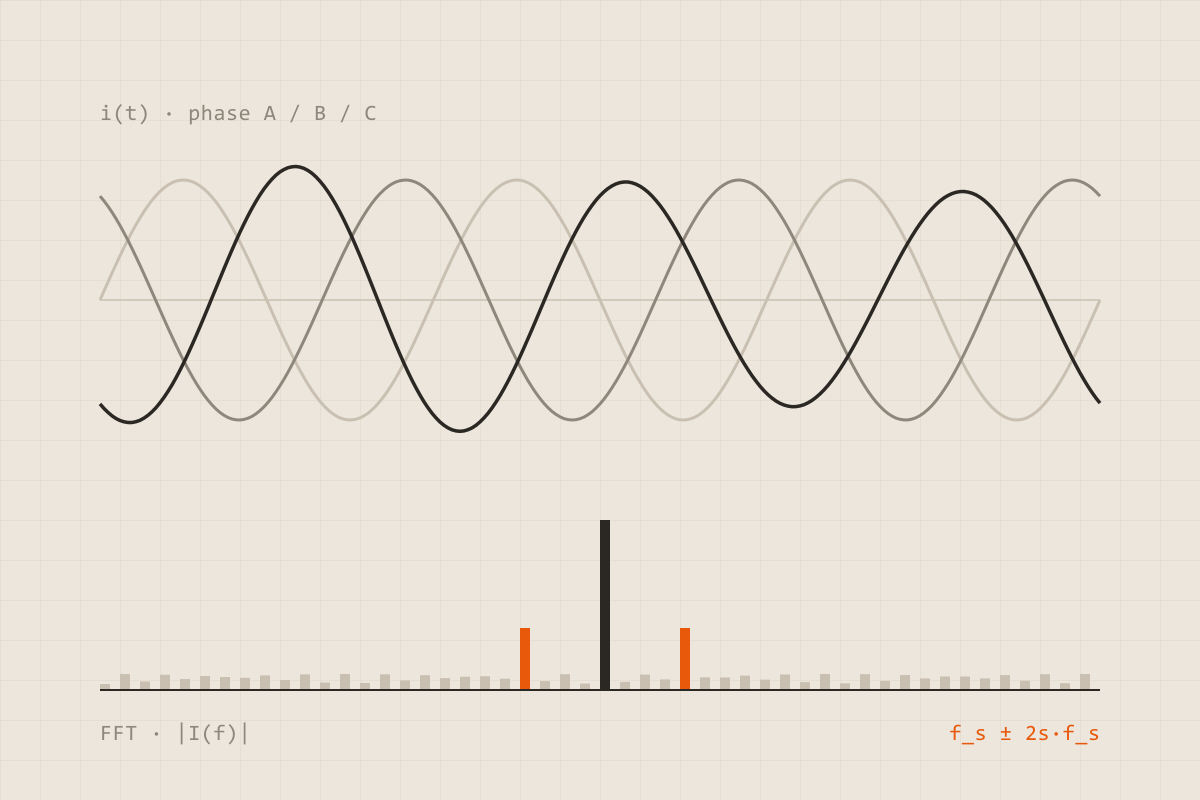 i(t) · phase A / B / C
FFT · |I(f)|
f_s ± 2s·f_s